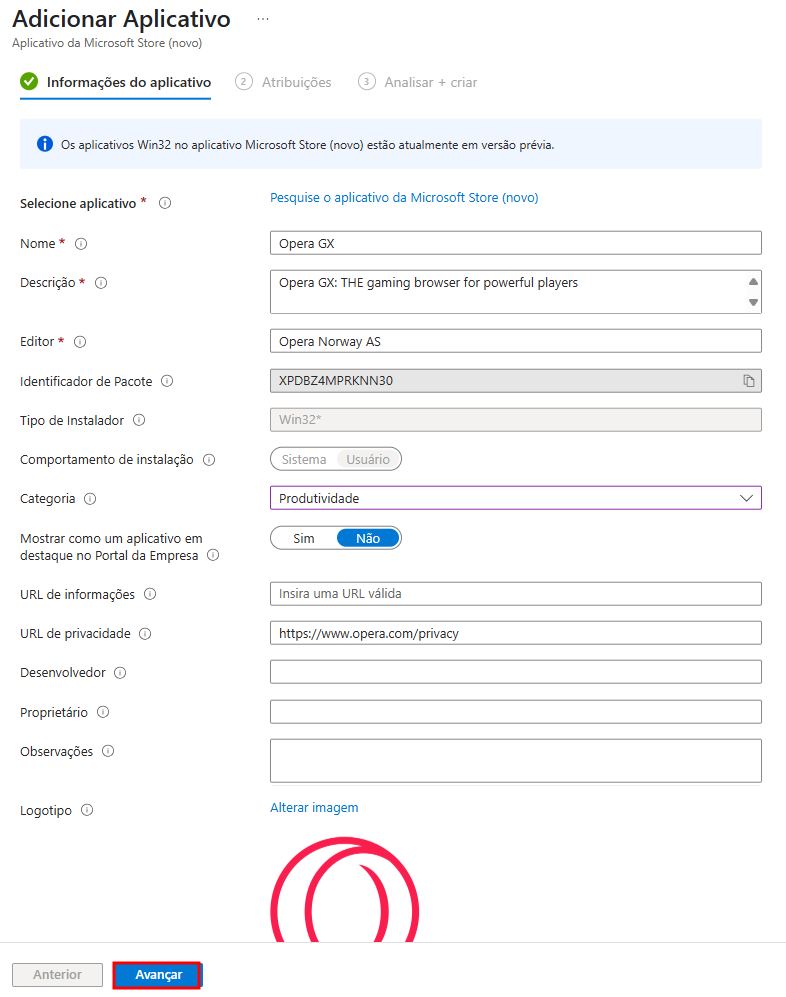 Adicionar Aplicativo ...
Aplicativo da Microsoft Store (novo)
Informações do aplicativo 2 Atribuições 3 Analisar + criar
Os aplicativos Win32 no aplicativo Microsoft Store (novo) estão atualmente em versão prévia.
Selecione aplicativo * Pesquise o aplicativo da Microsoft Store (novo)
Nome * Opera GX
Descrição * Opera GX: THE gaming browser for powerful players
Editor * Opera Norway AS
Identificador de Pacote XPDBZ4MPRKNN30
Tipo de Instalador Win32*
Comportamento de instalação Sistema Usuário
Categoria Produtividade
Mostrar como um aplicativo em
destaque no Portal da Empresa Sim Não
URL de informações Insira uma URL válida
URL de privacidade https://www.opera.com/privacy
Desenvolvedor
Proprietário
Observações
Logotipo Alterar imagem
Anterior Avançar